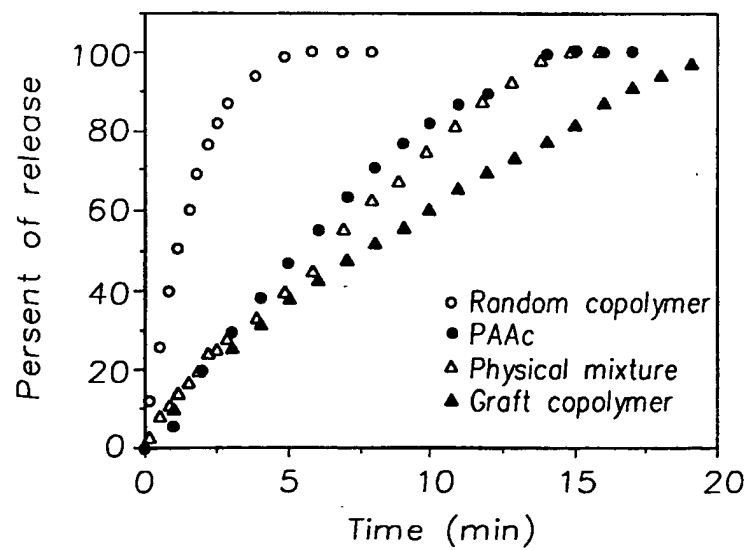 Persent of release
100
80
60
40
20
0
Random copolymer
PAAc
Physical mixture
Graft copolymer
0 5 10 15 20
Time (min)